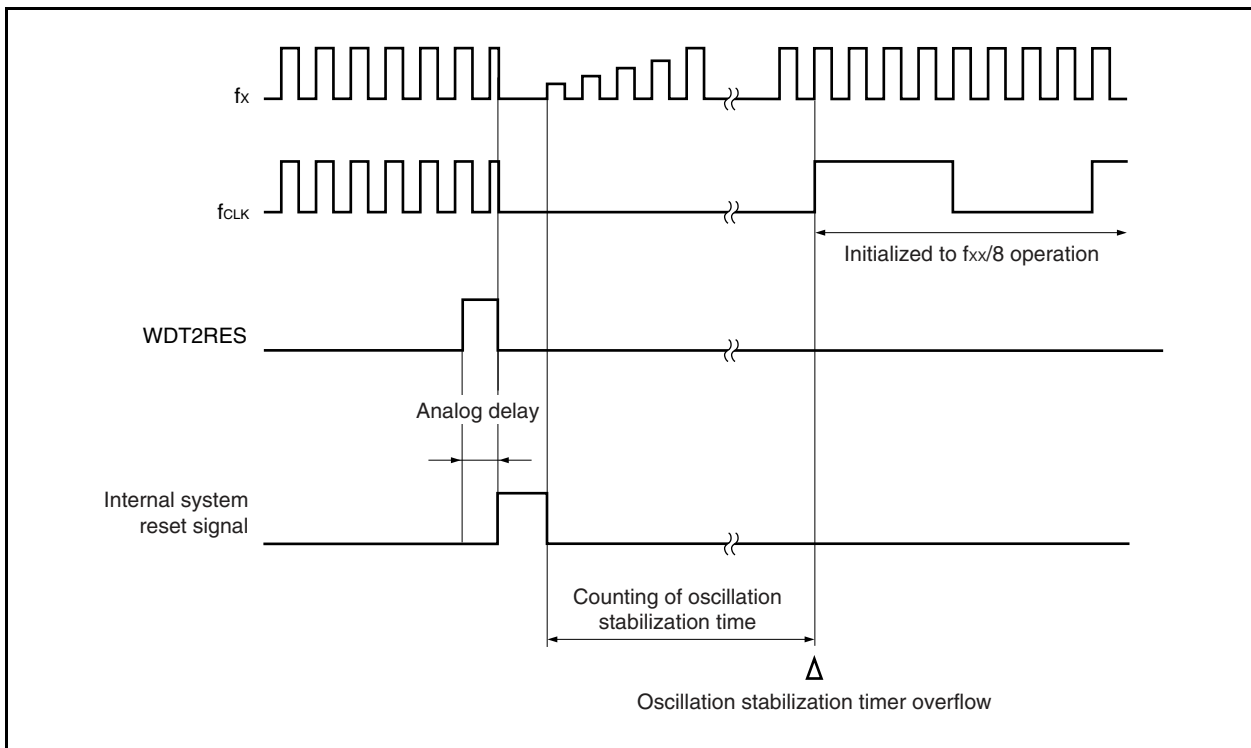 fX
fCLK
Initialized to fXX/8 operation
WDT2RES
Analog delay
Internal system
reset signal
Counting of oscillation
stabilization time
Oscillation stabilization timer overflow